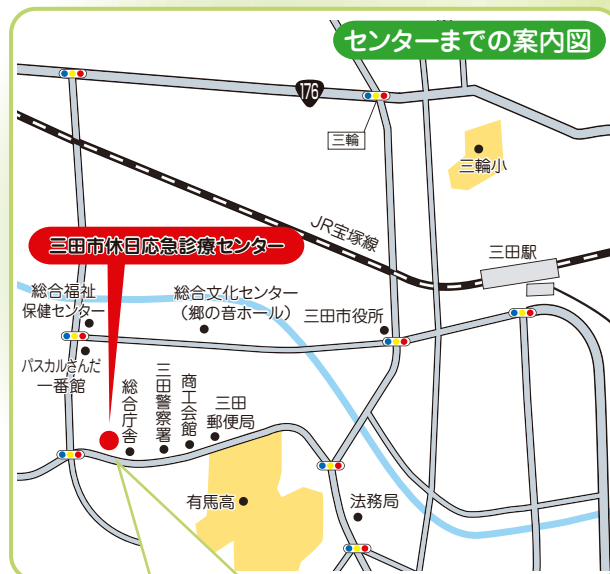 センターまでの案内図
176
三輪
三輪小
JR宝塚線
三田駅
三田市休日応急診療センター
総合福祉
保健センター
総合文化センター
(郷の音ホール)
三田市役所
パスカルさんだ
一番館
総合庁舎
三田警察署
商工会館
三田
郵便局
有馬高
法務局